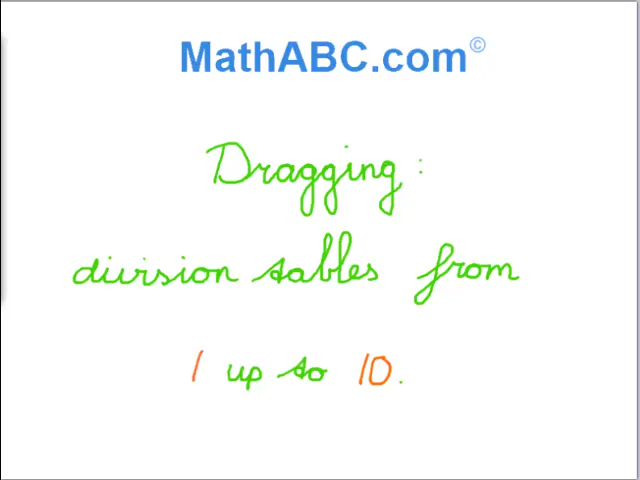 MathABC.com©
Dragging:
division tables from
1 up to 10.